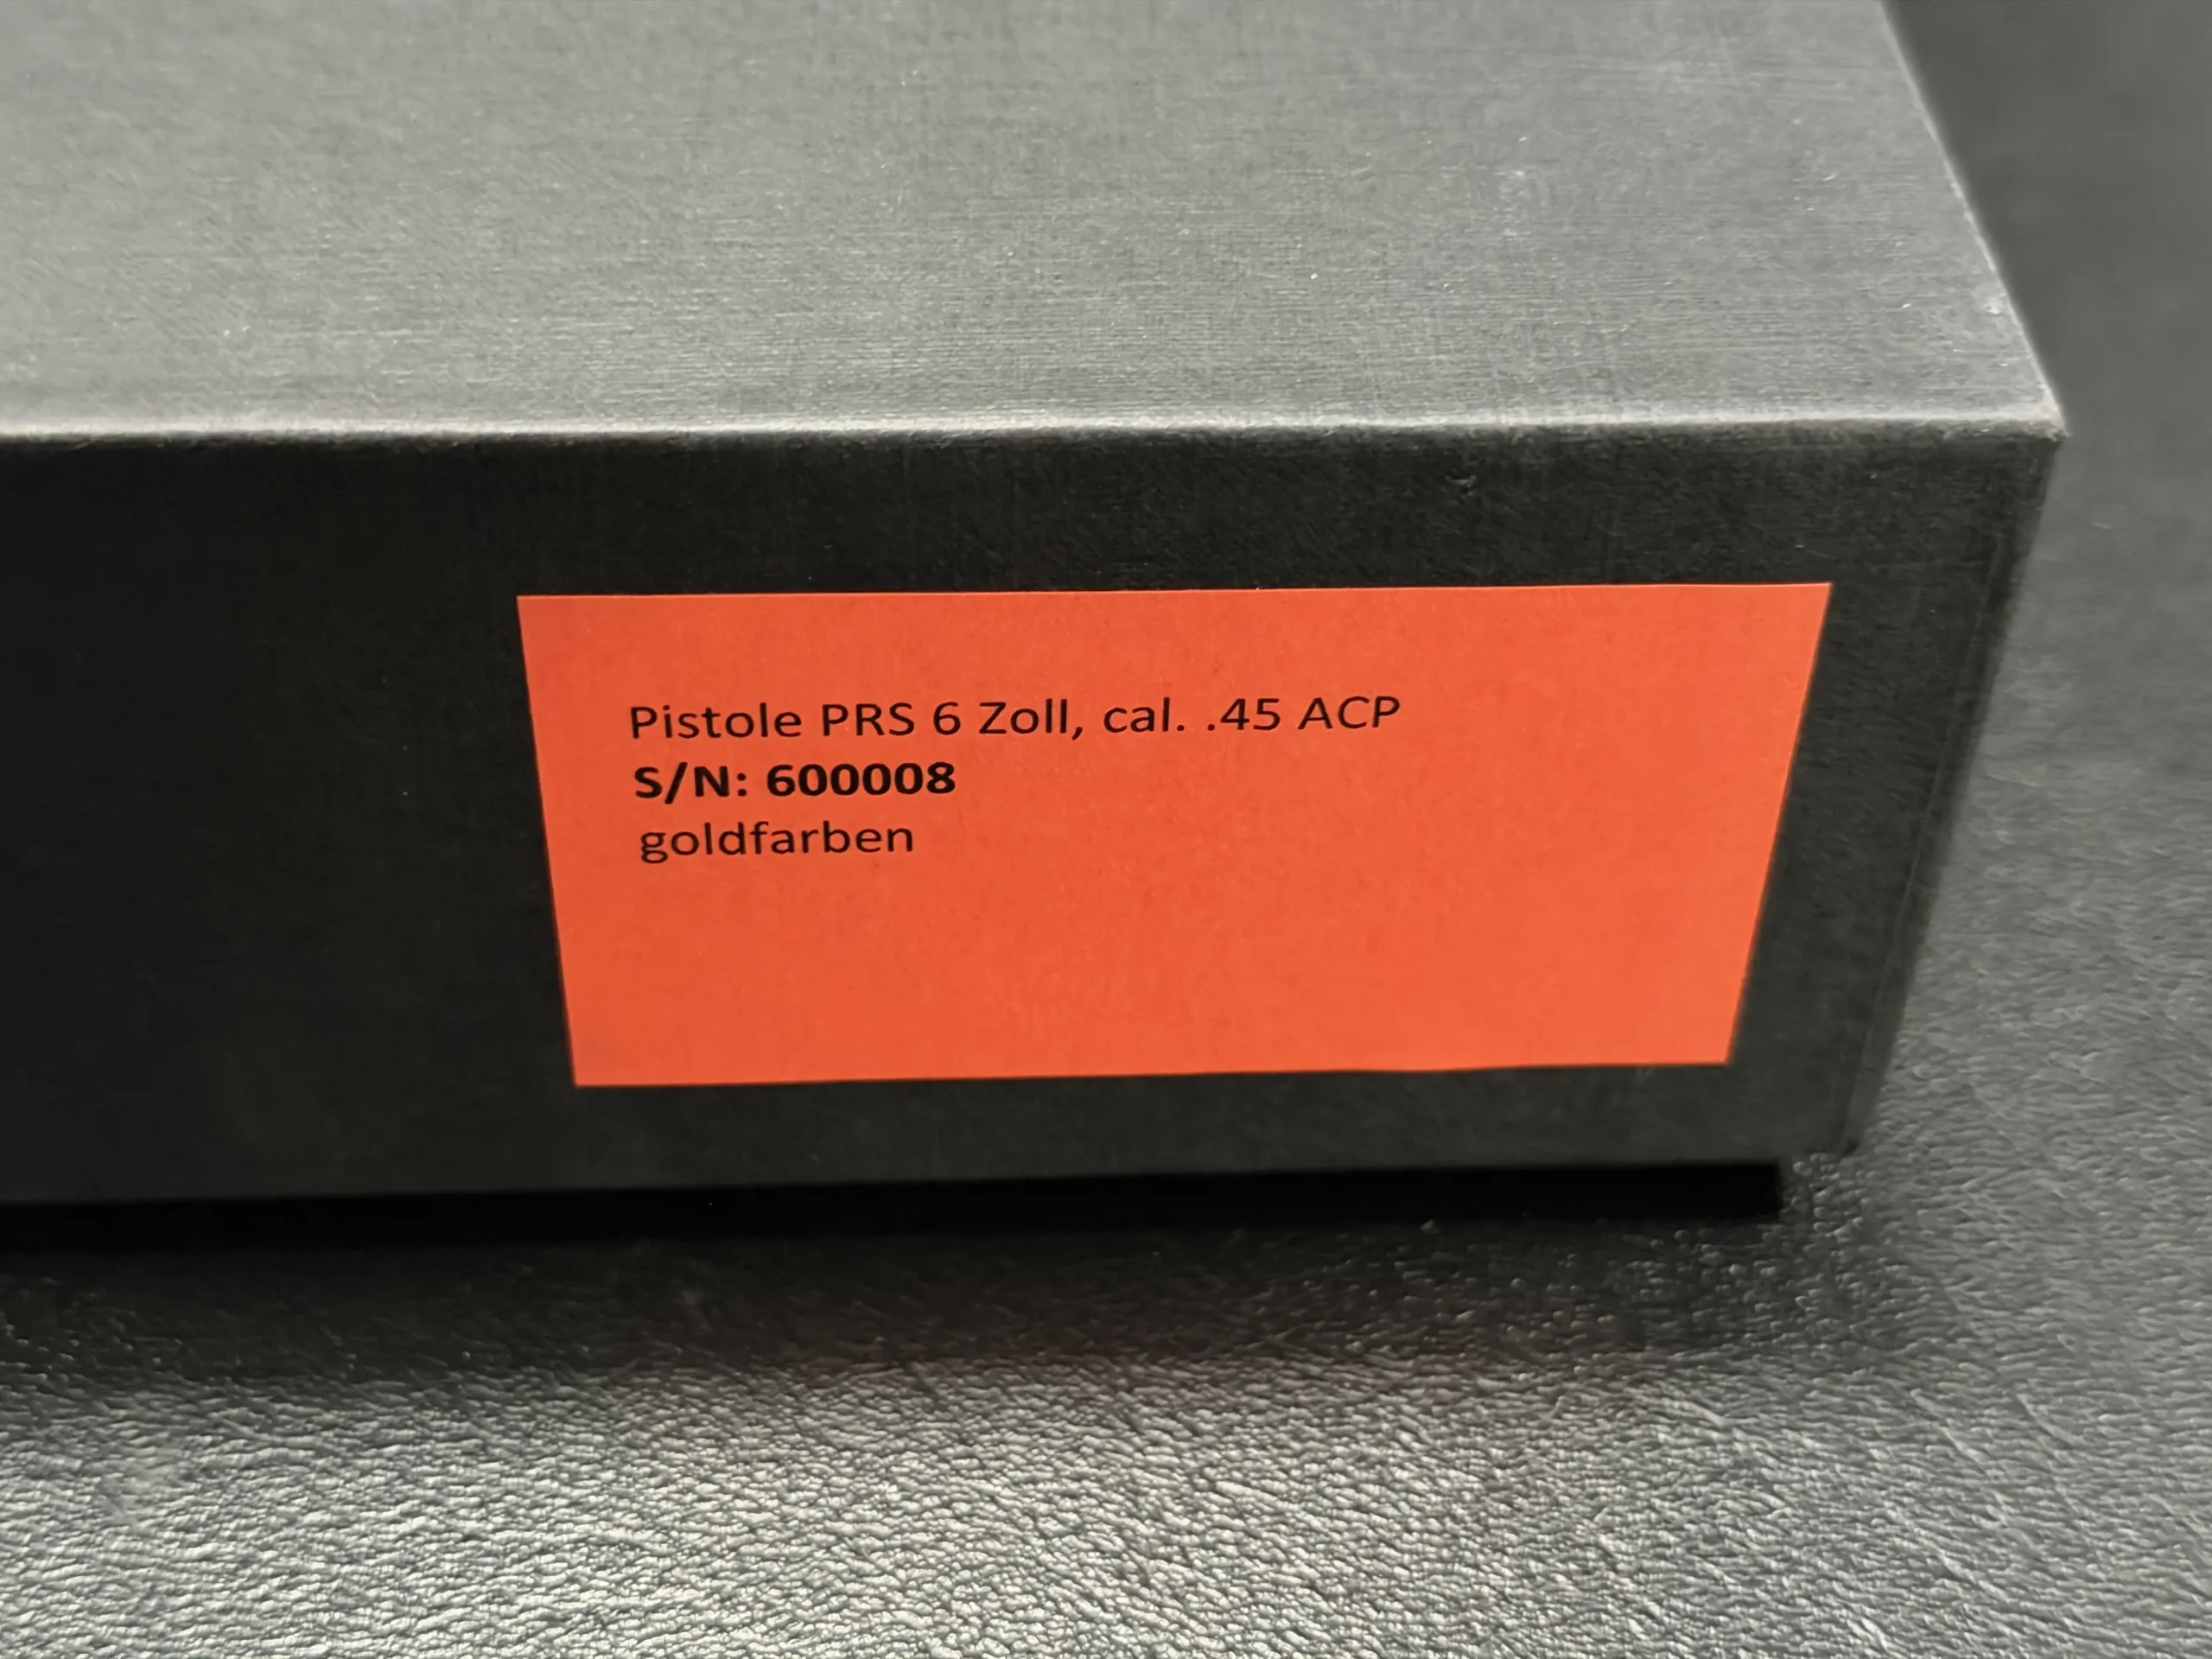 Pistole PRS 6 Zoll, cal. .45 ACP
S/N: 600008
goldfarben